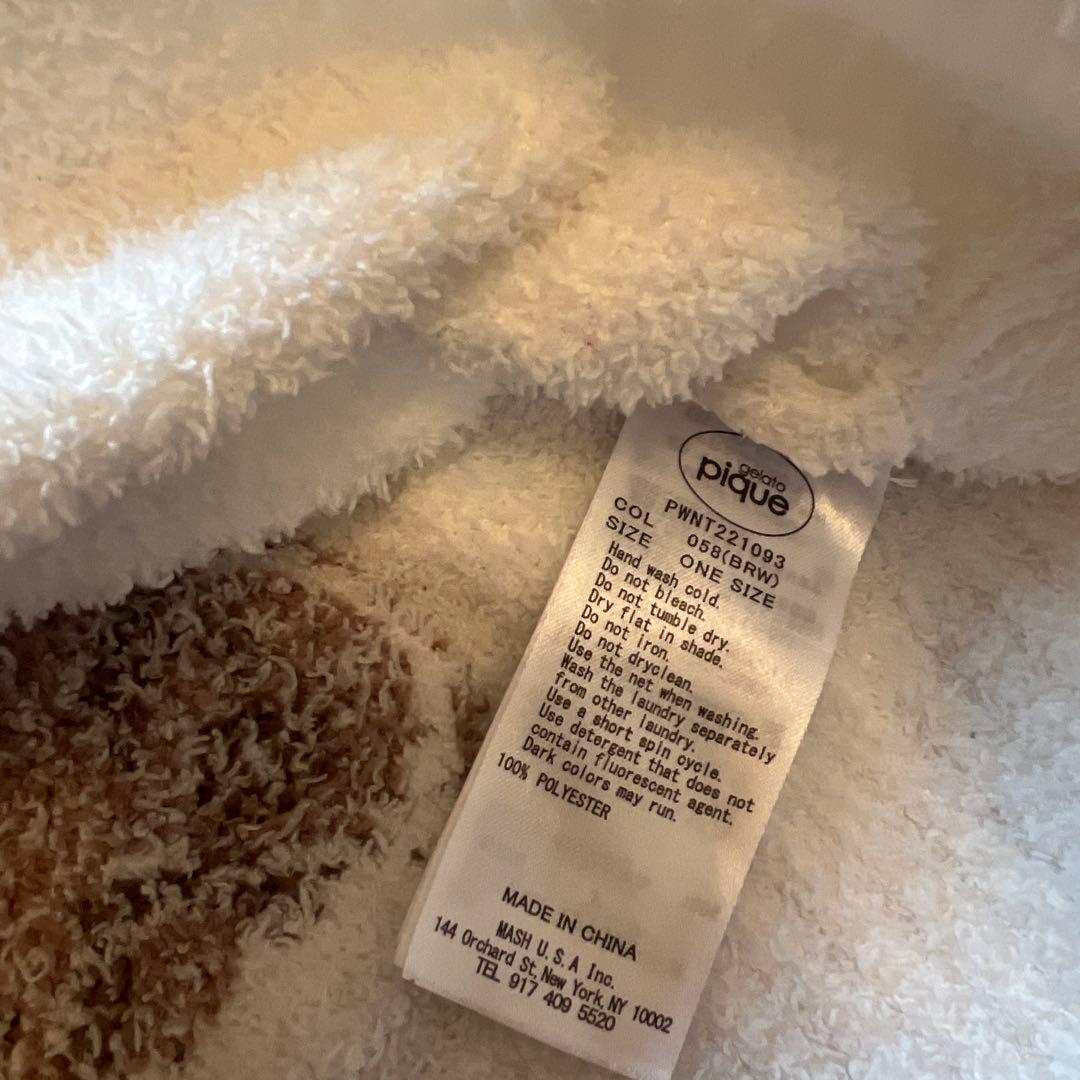 gelato
pique
PWNT221093
COL 058(BRW)
SIZE ONE SIZE
Hand wash cold.
Do not bleach.
Do not tumble dry.
Dry flat in shade.
Do not iron.
Do not dryclean.
Use the net when washing.
Wash the laundry separately
from other laundry.
Use a short spin cycle.
Use detergent that does not
contain fluorescent agent.
Dark colors may run.
100% POLYESTER
MADE IN CHINA
MASH U.S.A Inc.
144 Orchard St, New York, NY 10002
TEL 917 409 5520